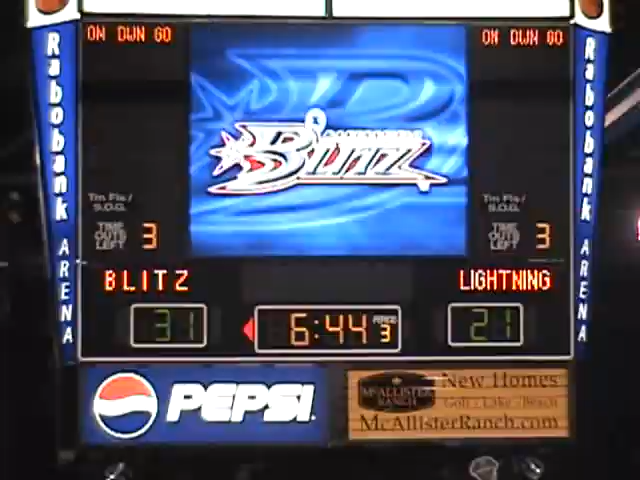 ON DWN GO
ON DWN GO
Rabobank ARENA
Rabobank ARENA
BLITZ
Tm Fls/
S.O.G.
TIME
OUTS
LEFT
3
Tm Fls/
S.O.G.
TIME
OUTS
LEFT
3
BLITZ
LIGHTNING
31
6:44
PERIOD
3
21
PEPSI
McALLISTER
RANCH
New Homes
Golf / Lake / Beach
McAllisterRanch.com